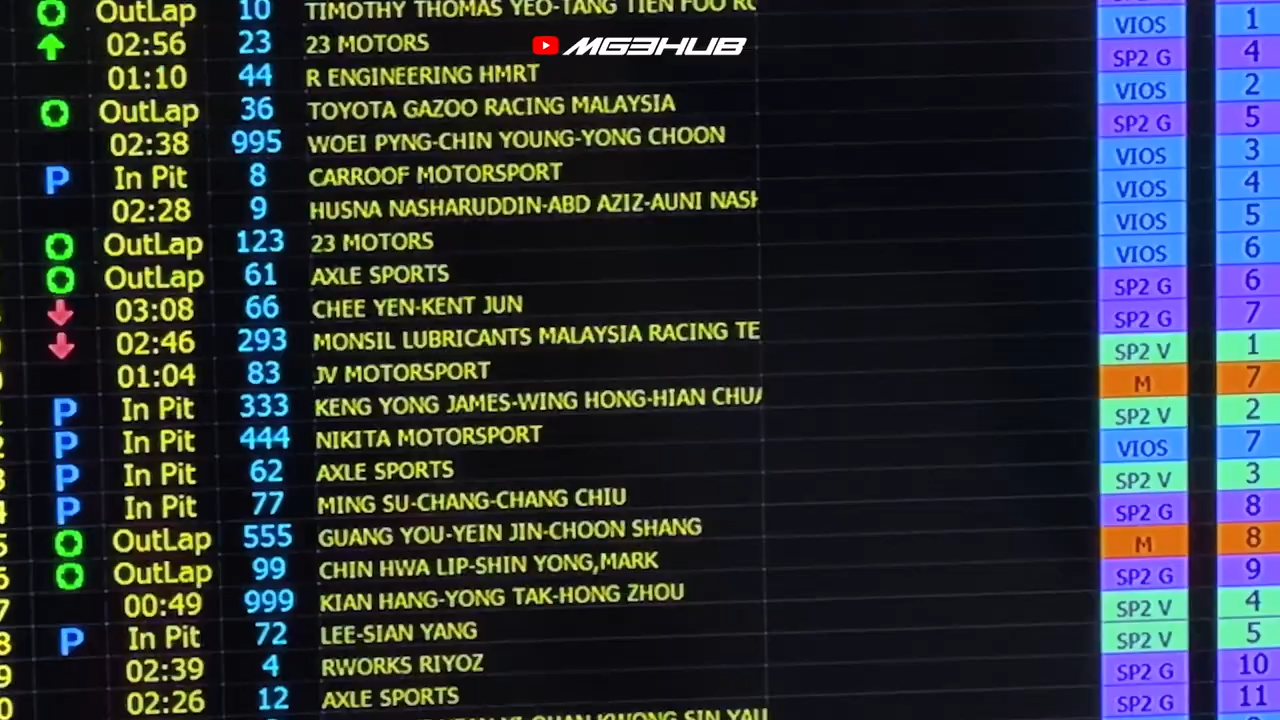 OutLap 10 TIMOTHY THOMAS YEO-TANG TIEN FOO
MG3HUB
02:56 23 23 MOTORS VIOS 1
01:10 44 R ENGINEERING HMRT SP2 G 4
OutLap 36 TOYOTA GAZOO RACING MALAYSIA VIOS 2
02:38 995 WOEI PYNG-CHIN YOUNG-YONG CHOON SP2 G 5
P In Pit 8 CARROOF MOTORSPORT VIOS 3
02:28 9 HUSNA NASHARUDDIN-ABD AZIZ-AUNI NASH VIOS 4
OutLap 123 23 MOTORS VIOS 5
OutLap 61 AXLE SPORTS VIOS 6
03:08 66 CHEE YEN-KENT JUN SP2 G 6
02:46 293 MONSIL LUBRICANTS MALAYSIA RACING TE SP2 G 7
01:04 83 JV MOTORSPORT SP2 V 1
P In Pit 333 KENG YONG JAMES-WING HONG-HIAN CHUA M 7
P In Pit 444 NIKITA MOTORSPORT SP2 V 2
P In Pit 62 AXLE SPORTS VIOS 7
P In Pit 77 MING SU-CHANG-CHANG CHIU SP2 V 3
OutLap 555 GUANG YOU-YEIN JIN-CHOON SHANG SP2 G 8
OutLap 99 CHIN HWA LIP-SHIN YONG,MARK M 8
00:49 999 KIAN HANG-YONG TAK-HONG ZHOU SP2 G 9
P In Pit 72 LEE-SIAN YANG SP2 V 4
02:39 4 RWORKS RIYOZ SP2 V 5
02:26 12 AXLE SPORTS SP2 G 10
SP2 G 11